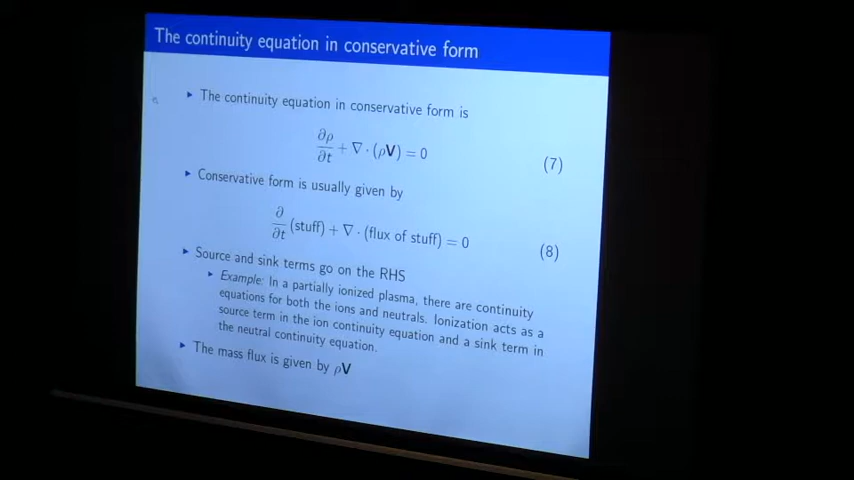 The continuity equation in conservative form
▶ The continuity equation in conservative form is
∂ρ/∂t + ∇ · (ρV) = 0 (7)
▶ Conservative form is usually given by
∂/∂t (stuff) + ∇ · (flux of stuff) = 0 (8)
▶ Source and sink terms go on the RHS
▶ Example: In a partially ionized plasma, there are continuity
equations for both the ions and neutrals. Ionization acts as a
source term in the ion continuity equation and a sink term in
the neutral continuity equation.
▶ The mass flux is given by ρV